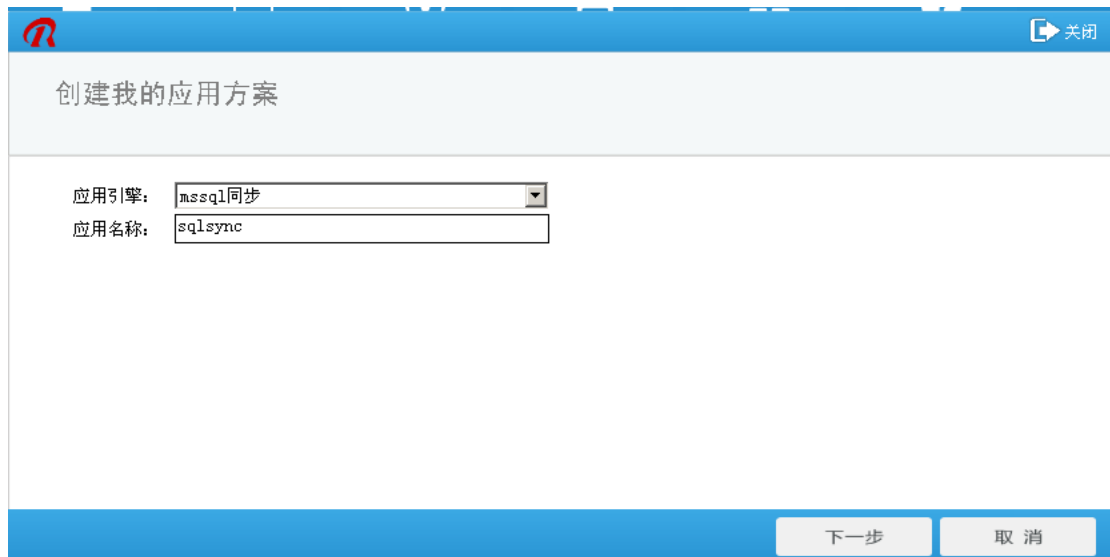 关闭
创建我的应用方案
应用引擎: mssql同步
应用名称: sqlsync
下一步 取 消